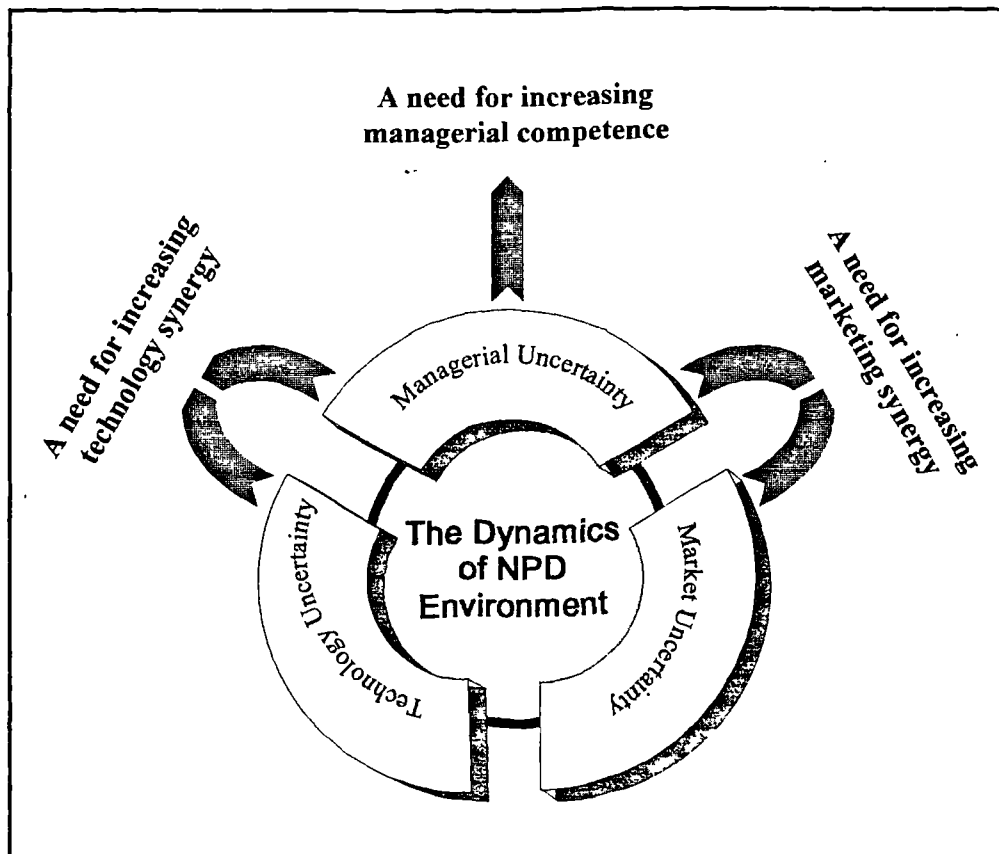 A need for increasing
managerial competence
A need for increasing
technology synergy
A need for increasing
marketing synergy
Managerial Uncertainty
Technology Uncertainty
Market Uncertainty
The Dynamics
of NPD
Environment